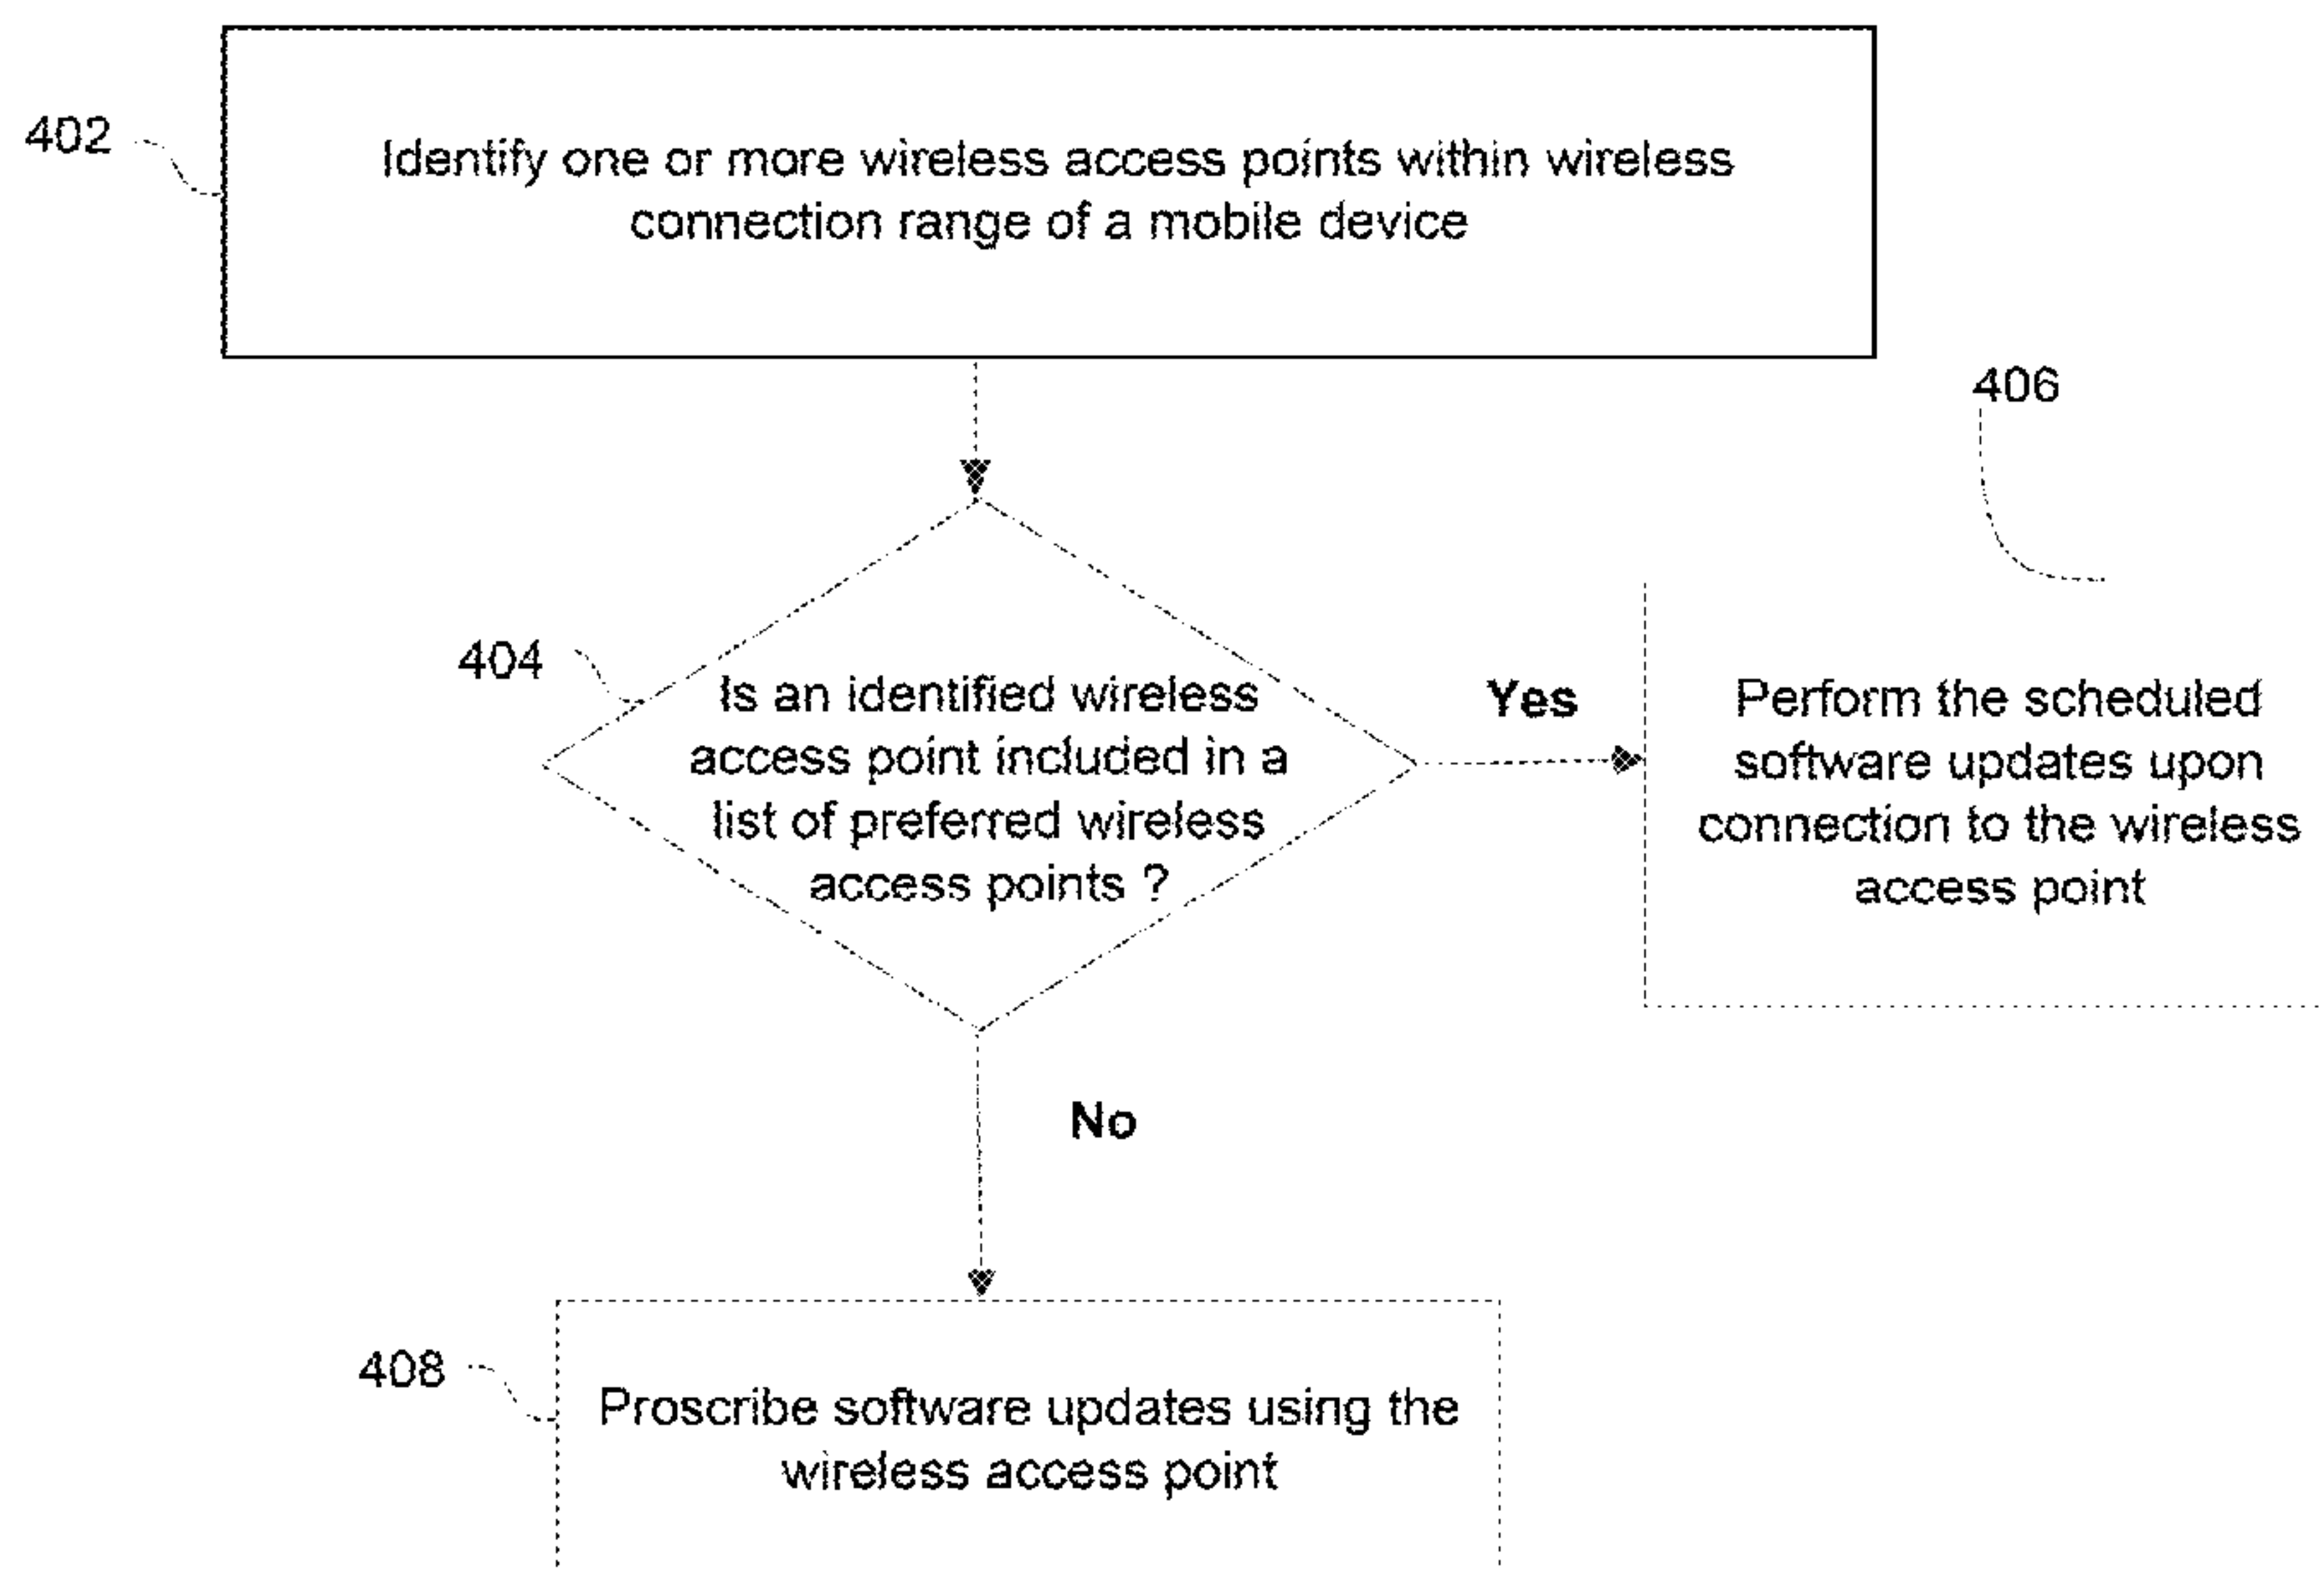 402
Identify one or more wireless access points within wireless
connection range of a mobile device
406
404
Is an identified wireless
access point included in a
list of preferred wireless
access points ?
Yes
Perform the scheduled
software updates upon
connection to the wireless
access point
No
408
Proscribe software updates using the
wireless access point